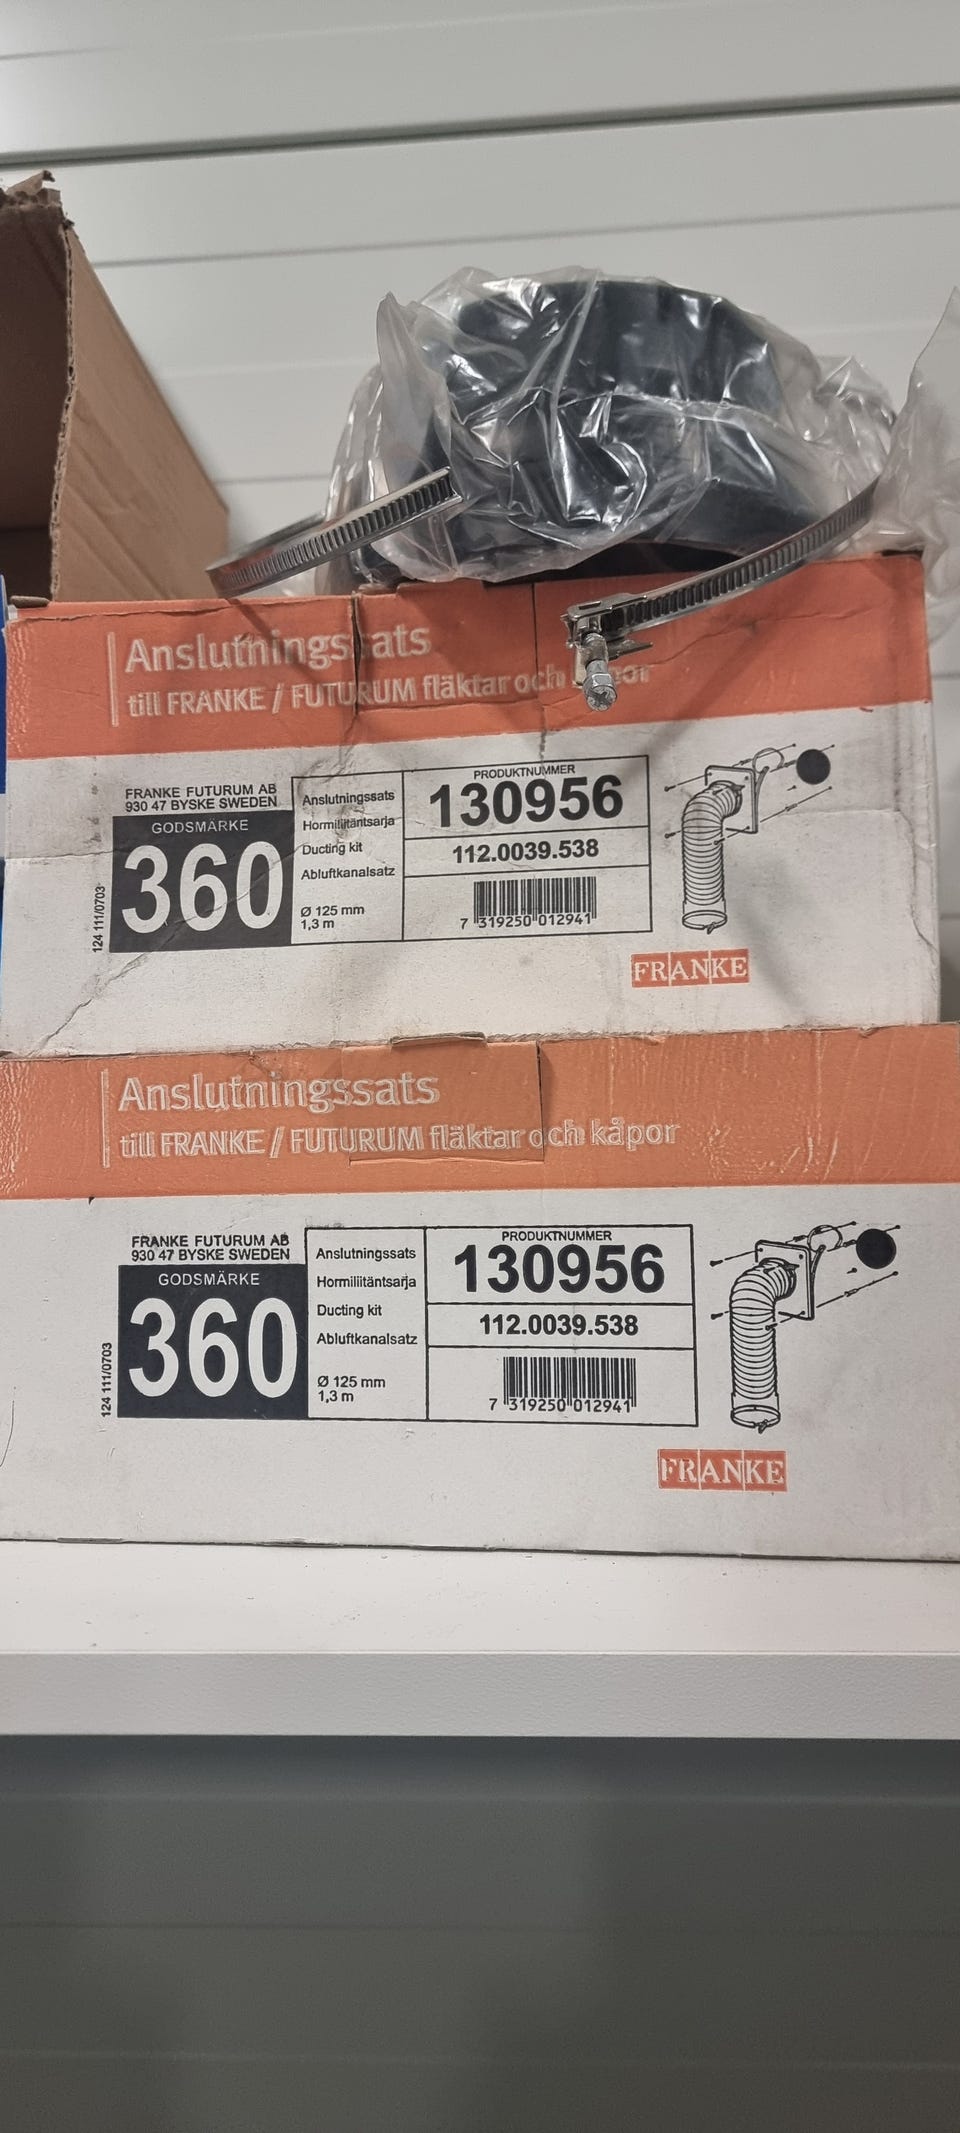 Anslutningssats
till FRANKE / FUTURUM fläktar och
FRANKE FUTURUM AB
930 47 BYSKE SWEDEN
GODSMÄRKE
360
124 111/0703
Anslutningssats
Hormiliitäntsarja
Ducting kit
Abluftkanalsatz
Ø 125 mm
1,3 m
PRODUKTNUMMER
130956
112.0039.538
7 319250 012941
FRANKE
Anslutningssats
till FRANKE / FUTURUM fläktar och kåpor
FRANKE FUTURUM AB
930 47 BYSKE SWEDEN
GODSMÄRKE
360
124 111/0703
Anslutningssats
Hormiliitäntsarja
Ducting kit
Abluftkanalsatz
Ø 125 mm
1,3 m
PRODUKTNUMMER
130956
112.0039.538
7 319250 012941
FRANKE